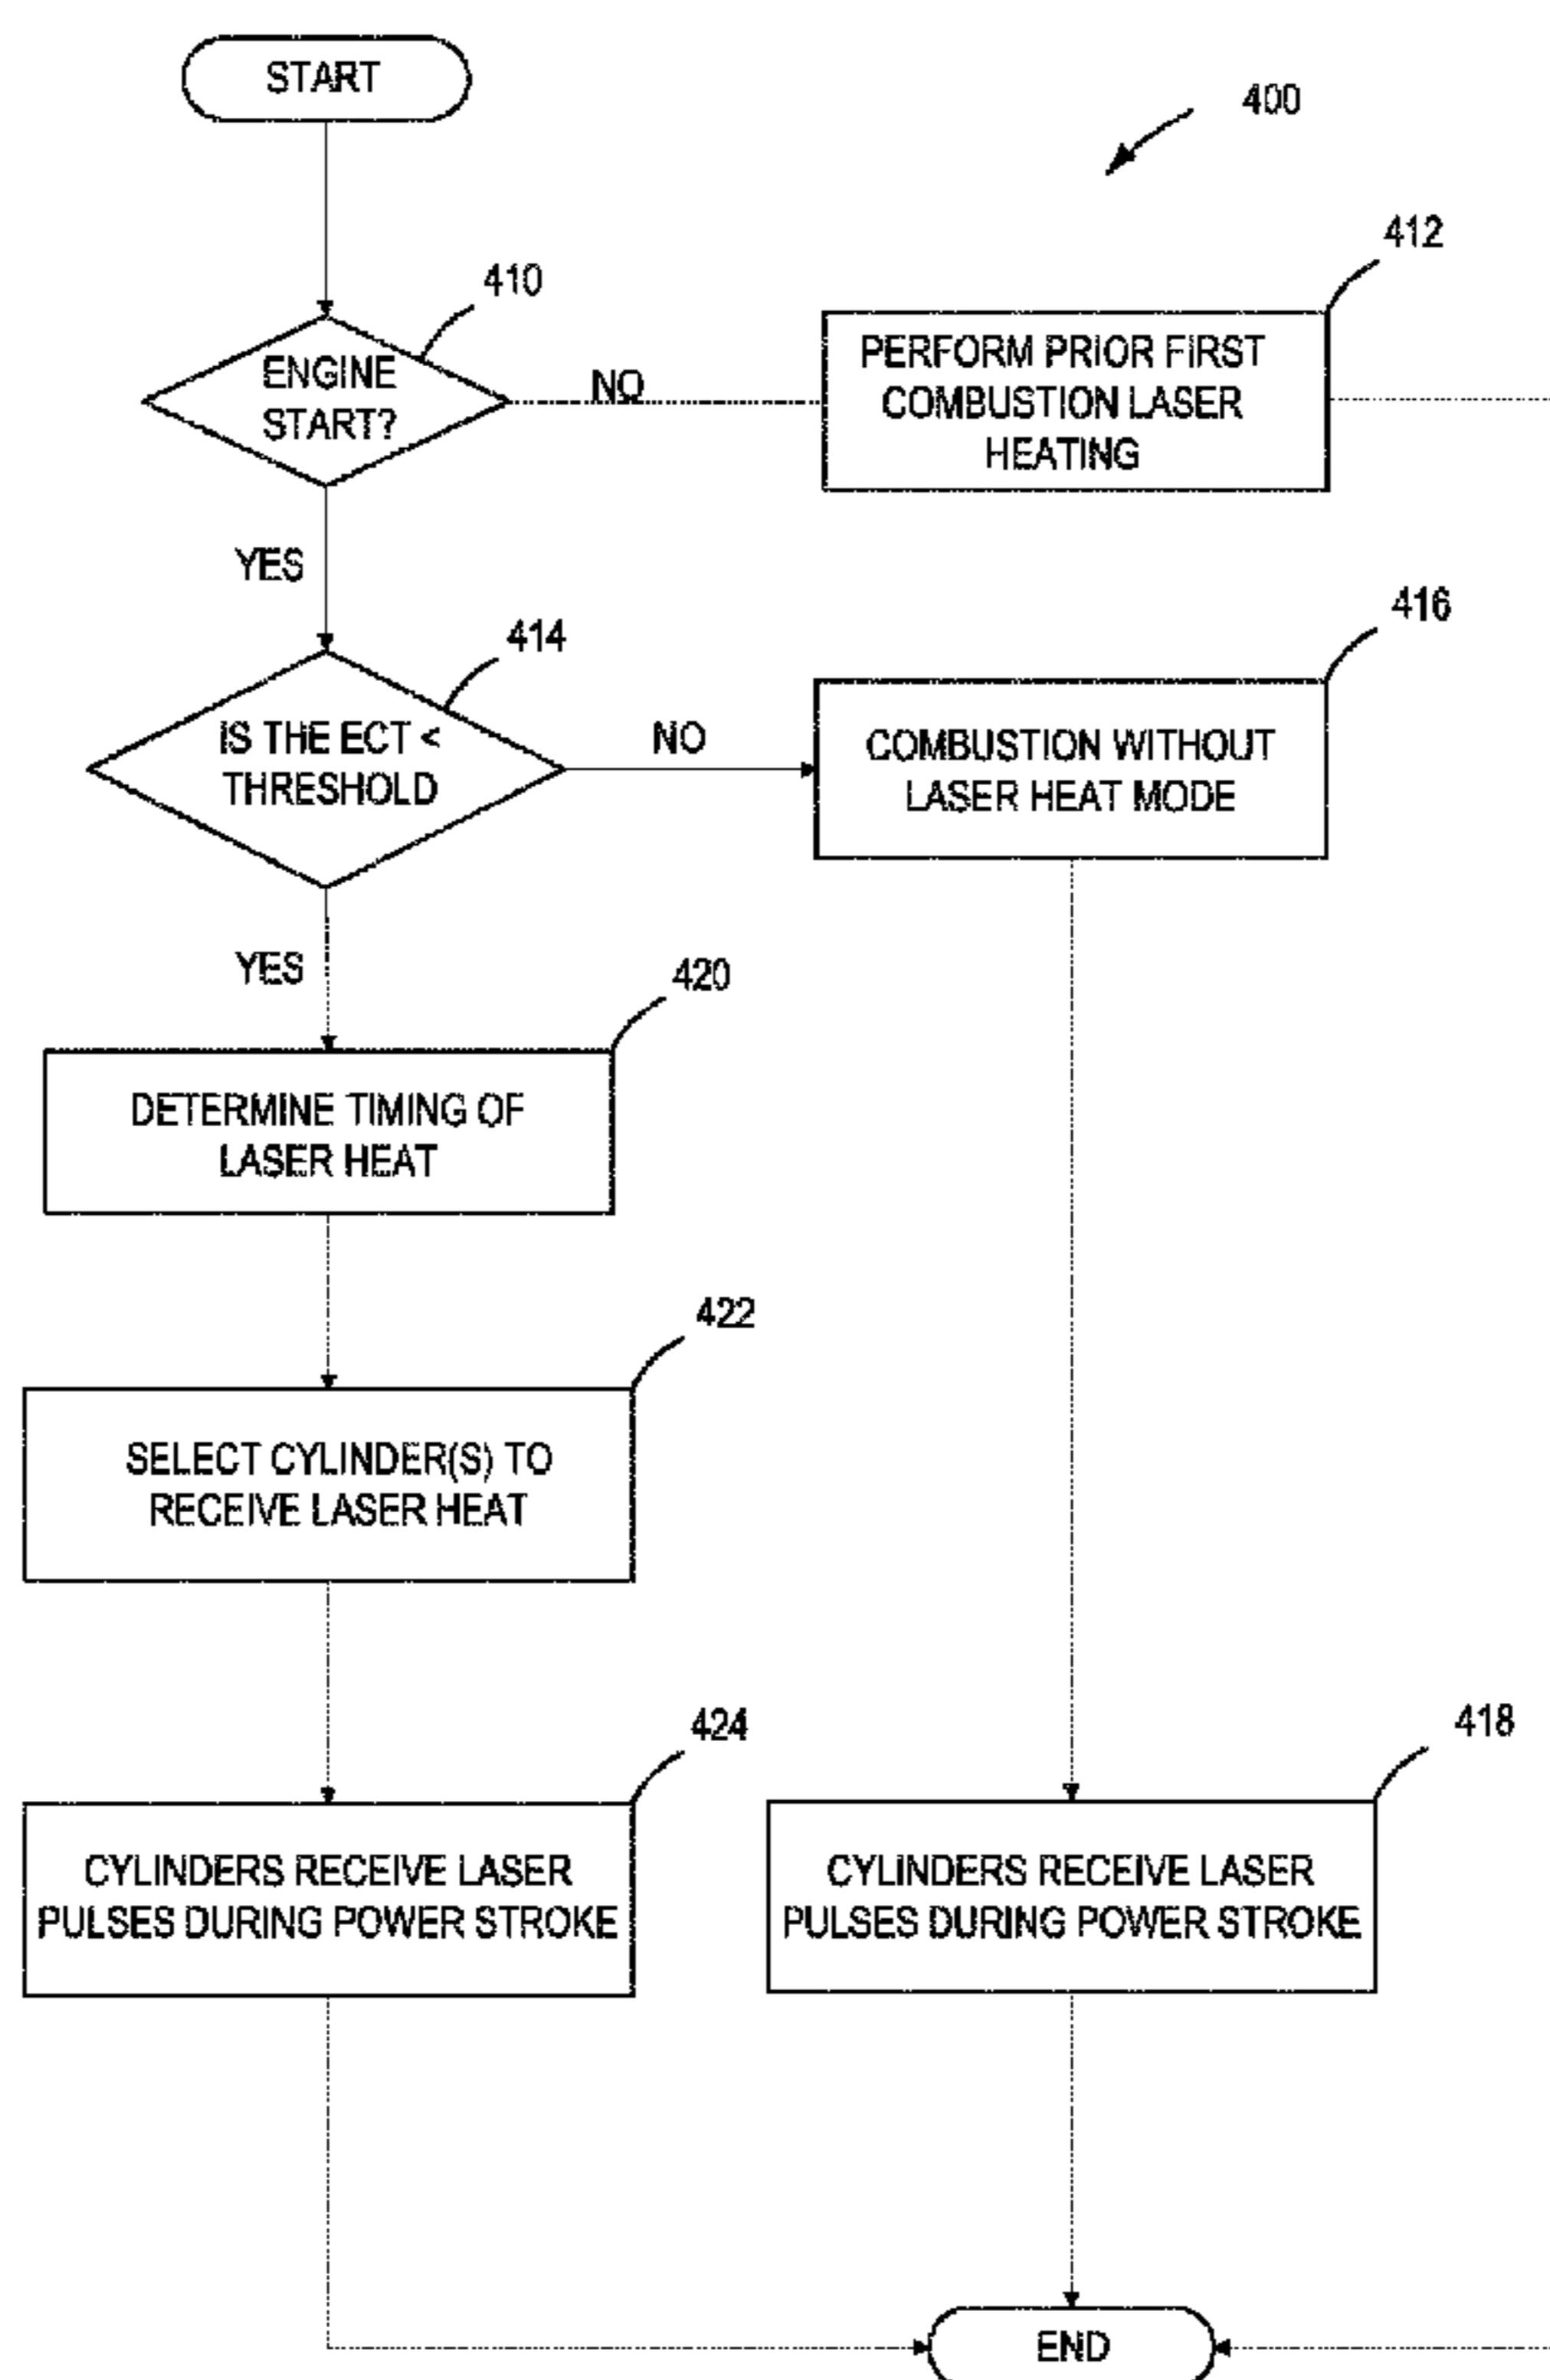 START
400
412
410
ENGINE
START?
NO
PERFORM PRIOR FIRST
COMBUSTION LASER
HEATING
YES
414
416
IS THE ECT <
THRESHOLD
NO
COMBUSTION WITHOUT
LASER HEAT MODE
YES
420
DETERMINE TIMING OF
LASER HEAT
422
SELECT CYLINDER(S) TO
RECEIVE LASER HEAT
424
418
CYLINDERS RECEIVE LASER
PULSES DURING POWER STROKE
CYLINDERS RECEIVE LASER
PULSES DURING POWER STROKE
END